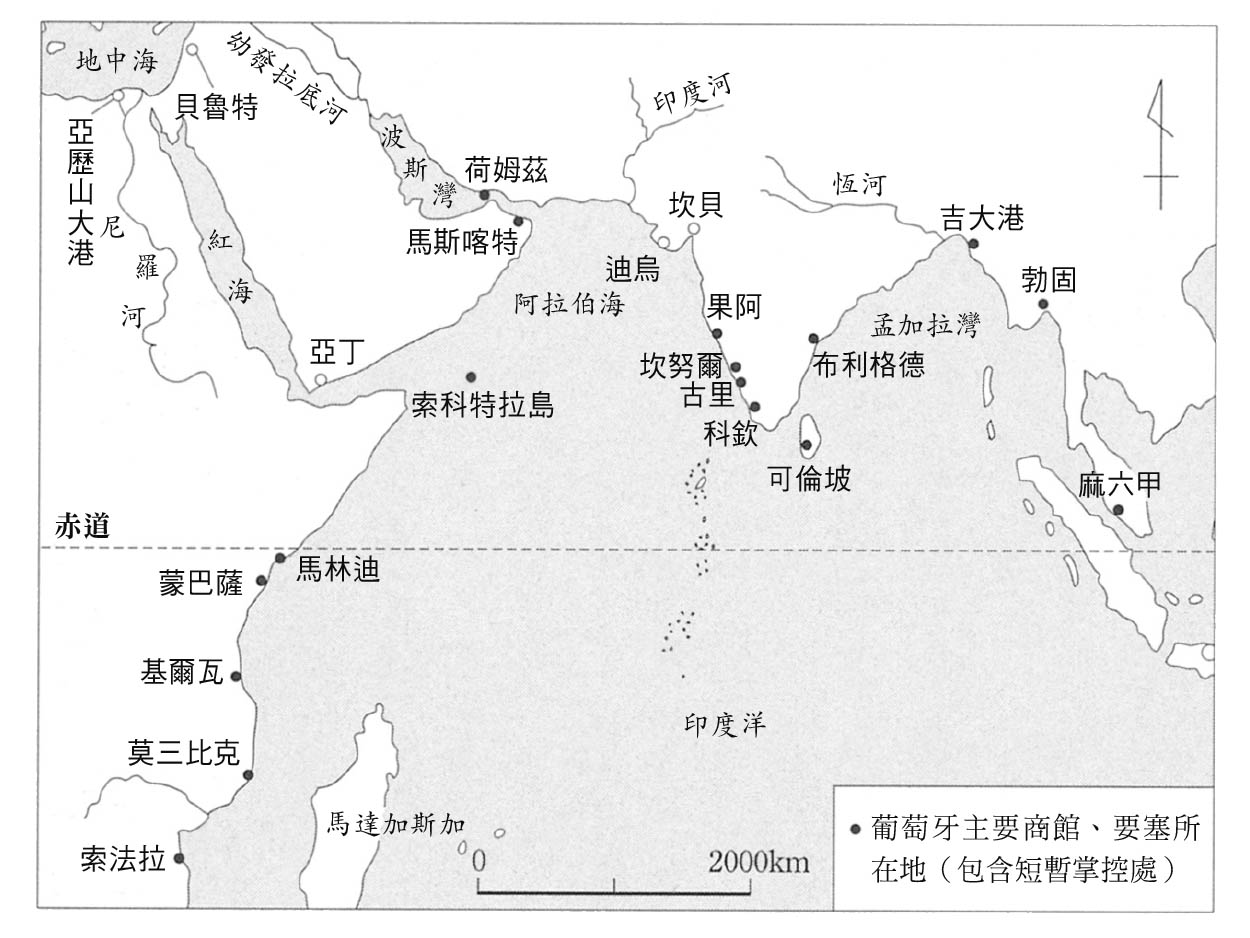 地中海
幼發拉底河
貝魯特
亞歷山大港
尼羅河
紅海
波斯灣
荷姆茲
馬斯喀特
印度河
坎貝
迪烏
恆河
吉大港
勃固
阿拉伯海
果阿
孟加拉灣
亞丁
坎努爾
布利格德
索科特拉島
古里
科欽
可倫坡
麻六甲
赤道
馬林迪
蒙巴薩
基爾瓦
印度洋
莫三比克
馬達加斯加
索法拉
0 2000km
葡萄牙主要商館、要塞所
在地（包含短暫掌控處）